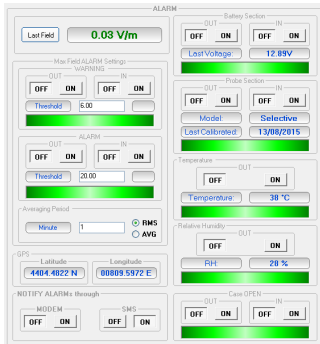 ALARM
Last Field
0.03 V/m
Max Field ALARM Settings
WARNING
OUT IN
OFF ON OFF ON
Threshold 6.00
ALARM
OUT IN
OFF ON OFF ON
Threshold 20.00
Averaging Period
Minute 1
RMS
AVG
GPS
Latitude Longitude
4404.4822 N 00809.5972 E
NOTIFY ALARMs through
MODEM SMS
OFF ON OFF ON
Battery Section
OUT IN
OFF ON OFF ON
Last Voltage: 12.89V
Probe Section
OUT IN
OFF ON OFF ON
Model: Selective
Last Calibrated: 13/08/2015
Temperature
OUT
OFF ON
Temperature: 38 °C
Relative Humidity
OUT
OFF ON
RH: 28 %
Case OPEN
OUT IN
OFF ON OFF ON